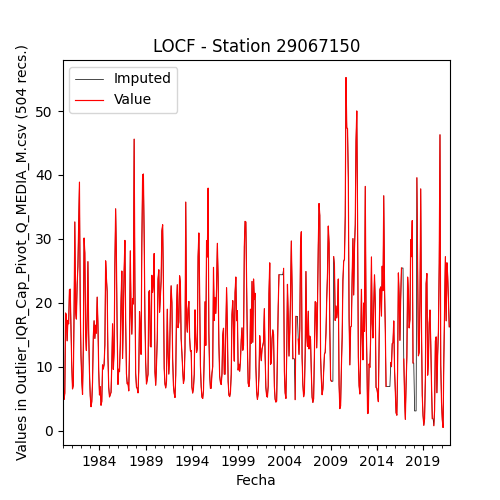 LOCF - Station 29067150
Imputed
Value
Values in Outlier_IQR_Cap_Pivot_Q_MEDIA_M.csv (504 recs.)
50
40
30
20
10
0
1984 1989 1994 1999 2004 2009 2014 2019
Fecha